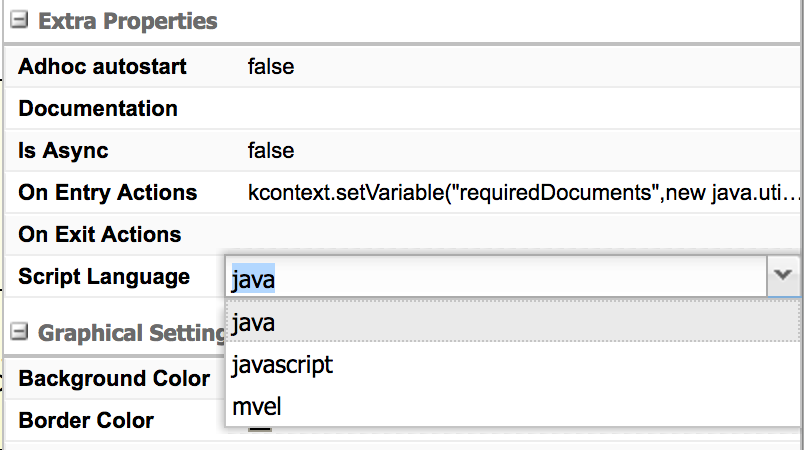 Extra Properties
Adhoc autostart false
Documentation
Is Async false
On Entry Actions kcontext.setVariable("requiredDocuments",new java.uti...
On Exit Actions
Script Language java
java
Graphical Setting
javascript
Background Color
mvel
Border Color